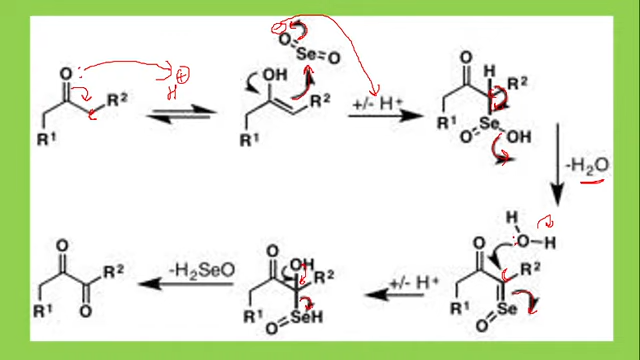 O
R²
R¹
H
⊕
O
Se=O
OH
R²
R¹
+/- H⁺
O
H
R²
R¹
Se
O
OH
-H₂O
H
O-H
O
R²
R¹
Se
O
+/- H⁺
O
OH
R²
R¹
O
SeH
-H₂SeO
O
R²
R¹
O